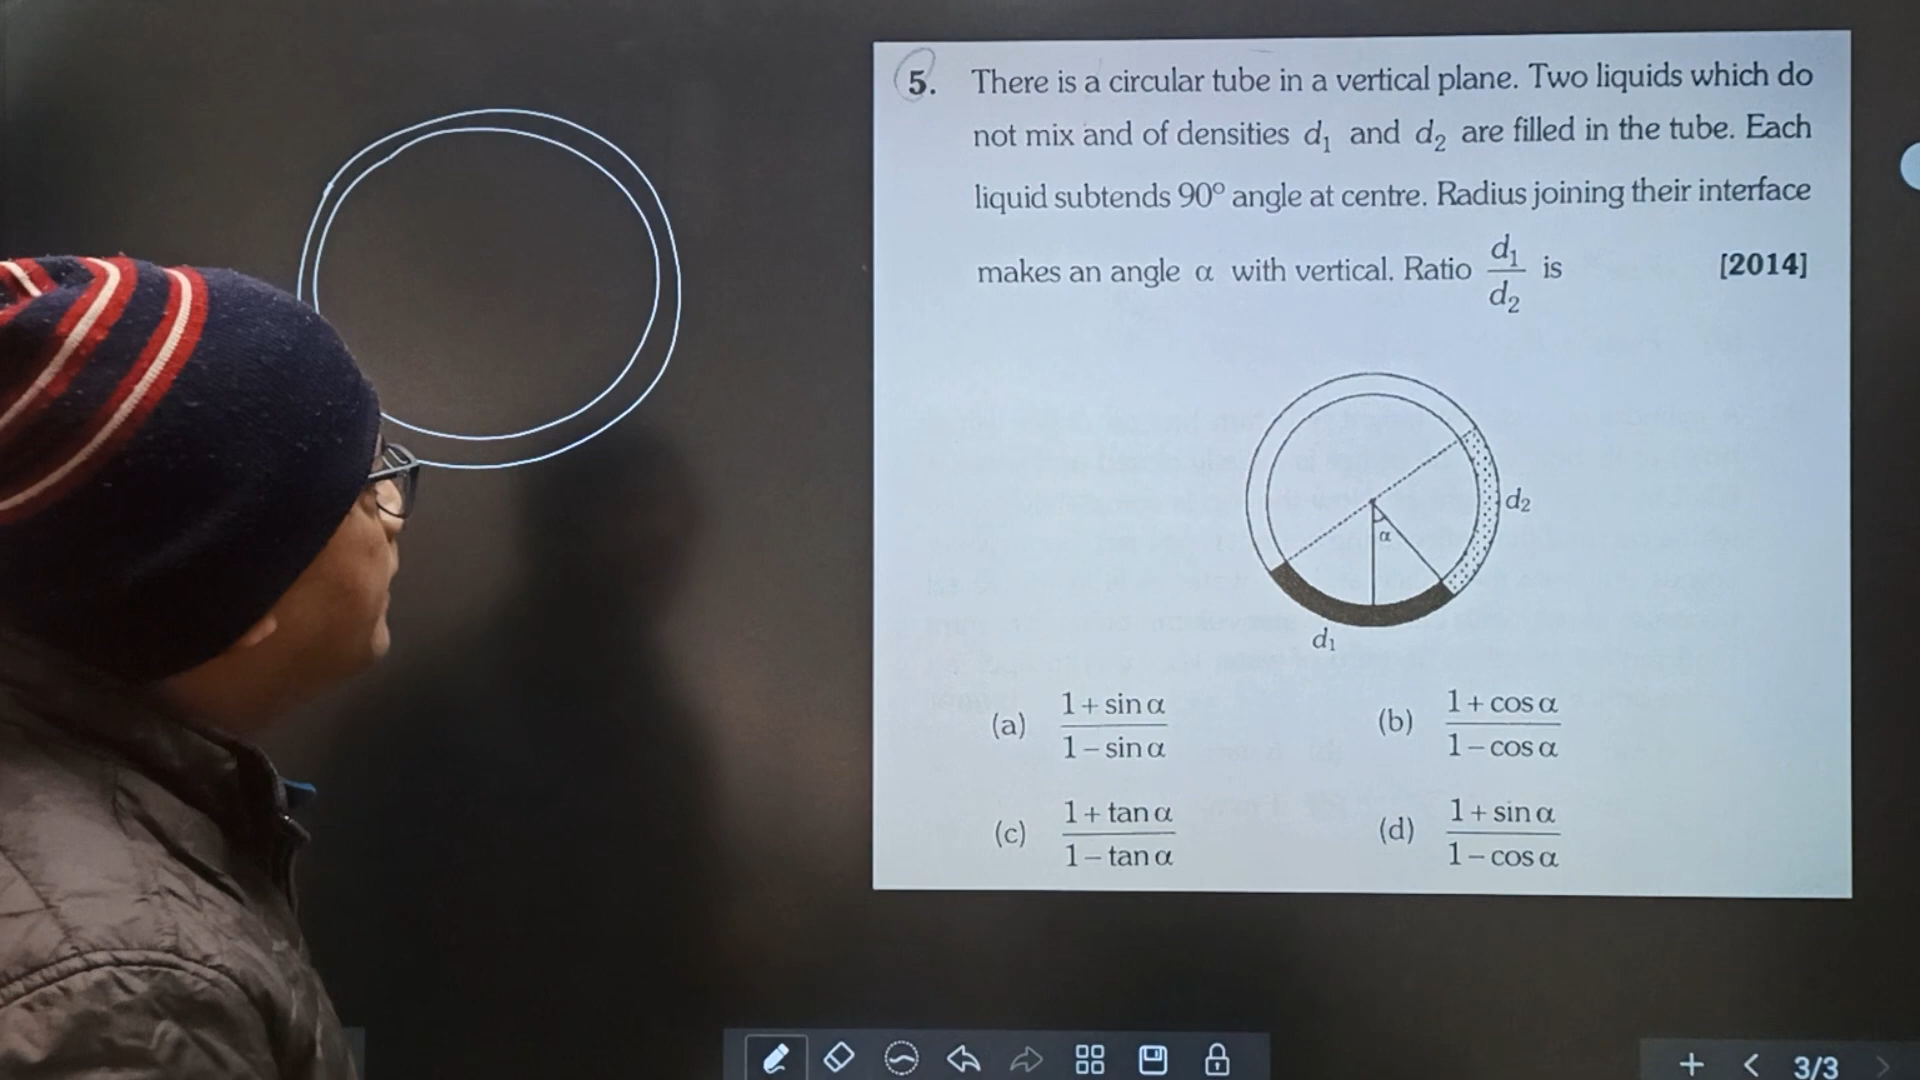 5. There is a circular tube in a vertical plane. Two liquids which do
not mix and of densities d₁ and d₂ are filled in the tube. Each
liquid subtends 90° angle at centre. Radius joining their interface
makes an angle α with vertical. Ratio d₁/d₂ is [2014]
d₂
α
d₁
(a) (1 + sin α)/(1 – sin α) (b) (1 + cos α)/(1 – cos α)
(c) (1 + tan α)/(1 – tan α) (d) (1 + sin α)/(1 – cos α)
3/3